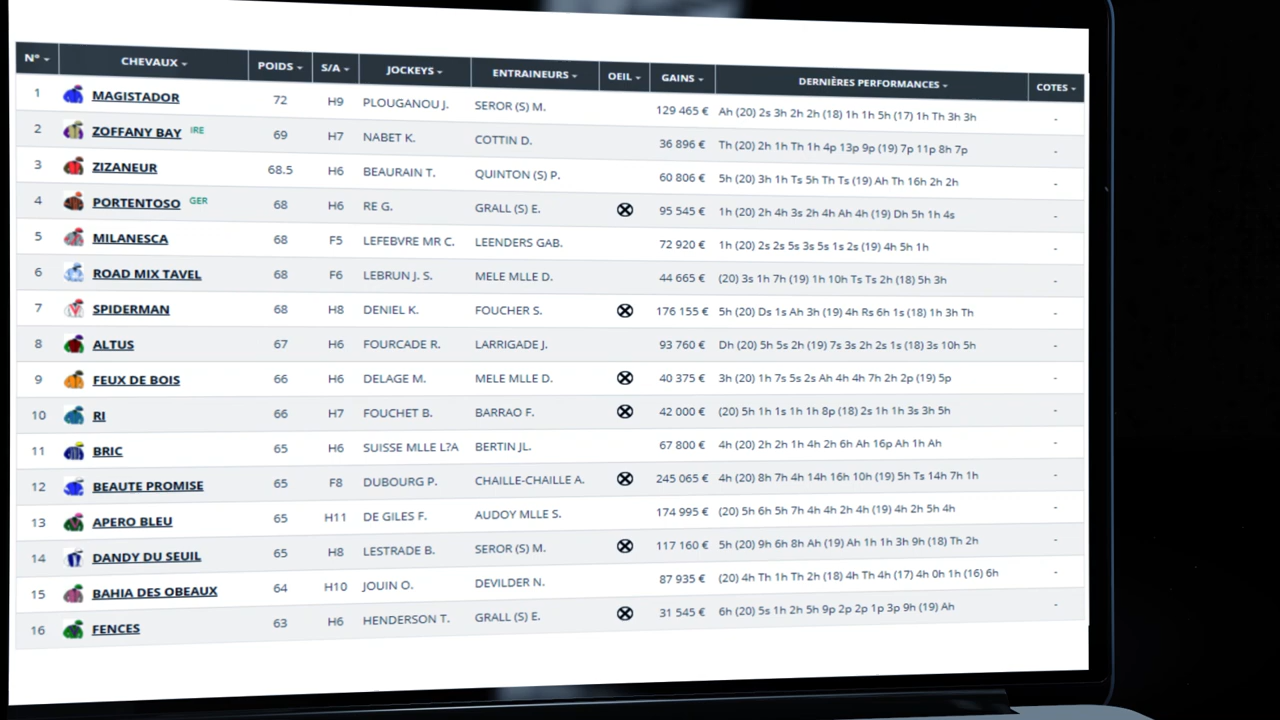 N° CHEVAUX POIDS S/A JOCKEYS ENTRAINEURS OEIL GAINS DERNIÈRES PERFORMANCES COTES
1 MAGISTADOR 72 H9 PLOUGANOU J. SEROR (S) M. 129 465 € Ah (20) 2s 3h 2h 2h (18) 1h 1h 5h (17) 1h Th 3h 3h -
2 ZOFFANY BAY IRE 69 H7 NABET K. COTTIN D. 36 896 € Th (20) 2h 1h Th 1h 4p 13p 9p (19) 7p 11p 8h 7p -
3 ZIZANEUR 68.5 H6 BEAURAIN T. QUINTON (S) P. 60 806 € 5h (20) 3h 1h Ts 5h Th Ts (19) Ah Th 16h 2h 2h -
4 PORTENTOSO GER 68 H6 RE G. GRALL (S) E. 95 545 € 1h (20) 2h 4h 3s 2h 4h Ah 4h (19) Dh 5h 1h 4s -
5 MILANESCA 68 F5 LEFEBVRE MR C. LEENDERS GAB. 72 920 € 1h (20) 2s 2s 5s 3s 5s 1s 2s (19) 4h 5h 1h -
6 ROAD MIX TAVEL 68 F6 LEBRUN J. S. MELE MLLE D. 44 665 € (20) 3s 1h 7h (19) 1h 10h Ts Ts 2h (18) 5h 3h -
7 SPIDERMAN 68 H8 DENIEL K. FOUCHER S. 176 155 € 5h (20) Ds 1s Ah 3h (19) 4h Rs 6h 1s (18) 1h 3h Th -
8 ALTUS 67 H6 FOURCADE R. LARRIGADE J. 93 760 € Dh (20) 5h 5s 2h (19) 7s 3s 2h 2s 1s (18) 3s 10h 5h -
9 FEUX DE BOIS 66 H6 DELAGE M. MELE MLLE D. 40 375 € 3h (20) 1h 7s 5s 2s Ah 4h 4h 7h 2h 2p (19) 5p -
10 RI 66 H7 FOUCHET B. BARRAO F. 42 000 € (20) 5h 1h 1s 1h 1h 8p (18) 2s 1h 1h 3s 3h 5h -
11 BRIC 65 H6 SUISSE MLLE L?A BERTIN JL. 67 800 € 4h (20) 2h 2h 1h 4h 2h 6h Ah 16p Ah 1h Ah -
12 BEAUTE PROMISE 65 F8 DUBOURG P. CHAILLE-CHAILLE A. 245 065 € 4h (20) 8h 7h 4h 14h 16h 10h (19) 5h Ts 14h 7h 1h -
13 APERO BLEU 65 H11 DE GILES F. AUDOY MLLE S. 174 995 € (20) 5h 6h 5h 7h 4h 4h 2h 4h (19) 4h 2h 5h 4h -
14 DANDY DU SEUIL 65 H8 LESTRADE B. SEROR (S) M. 117 160 € 5h (20) 9h 6h 8h Ah (19) Ah 1h 1h 3h 9h (18) Th 2h -
15 BAHIA DES OBEAUX 64 H10 JOUIN O. DEVILDER N. 87 935 € (20) 4h Th 1h Th 2h (18) 4h Th 4h (17) 4h 0h 1h (16) 6h -
16 FENCES 63 H6 HENDERSON T. GRALL (S) E. 31 545 € 6h (20) 5s 1h 2h 5h 9p 2p 2p 1p 3p 9h (19) Ah -